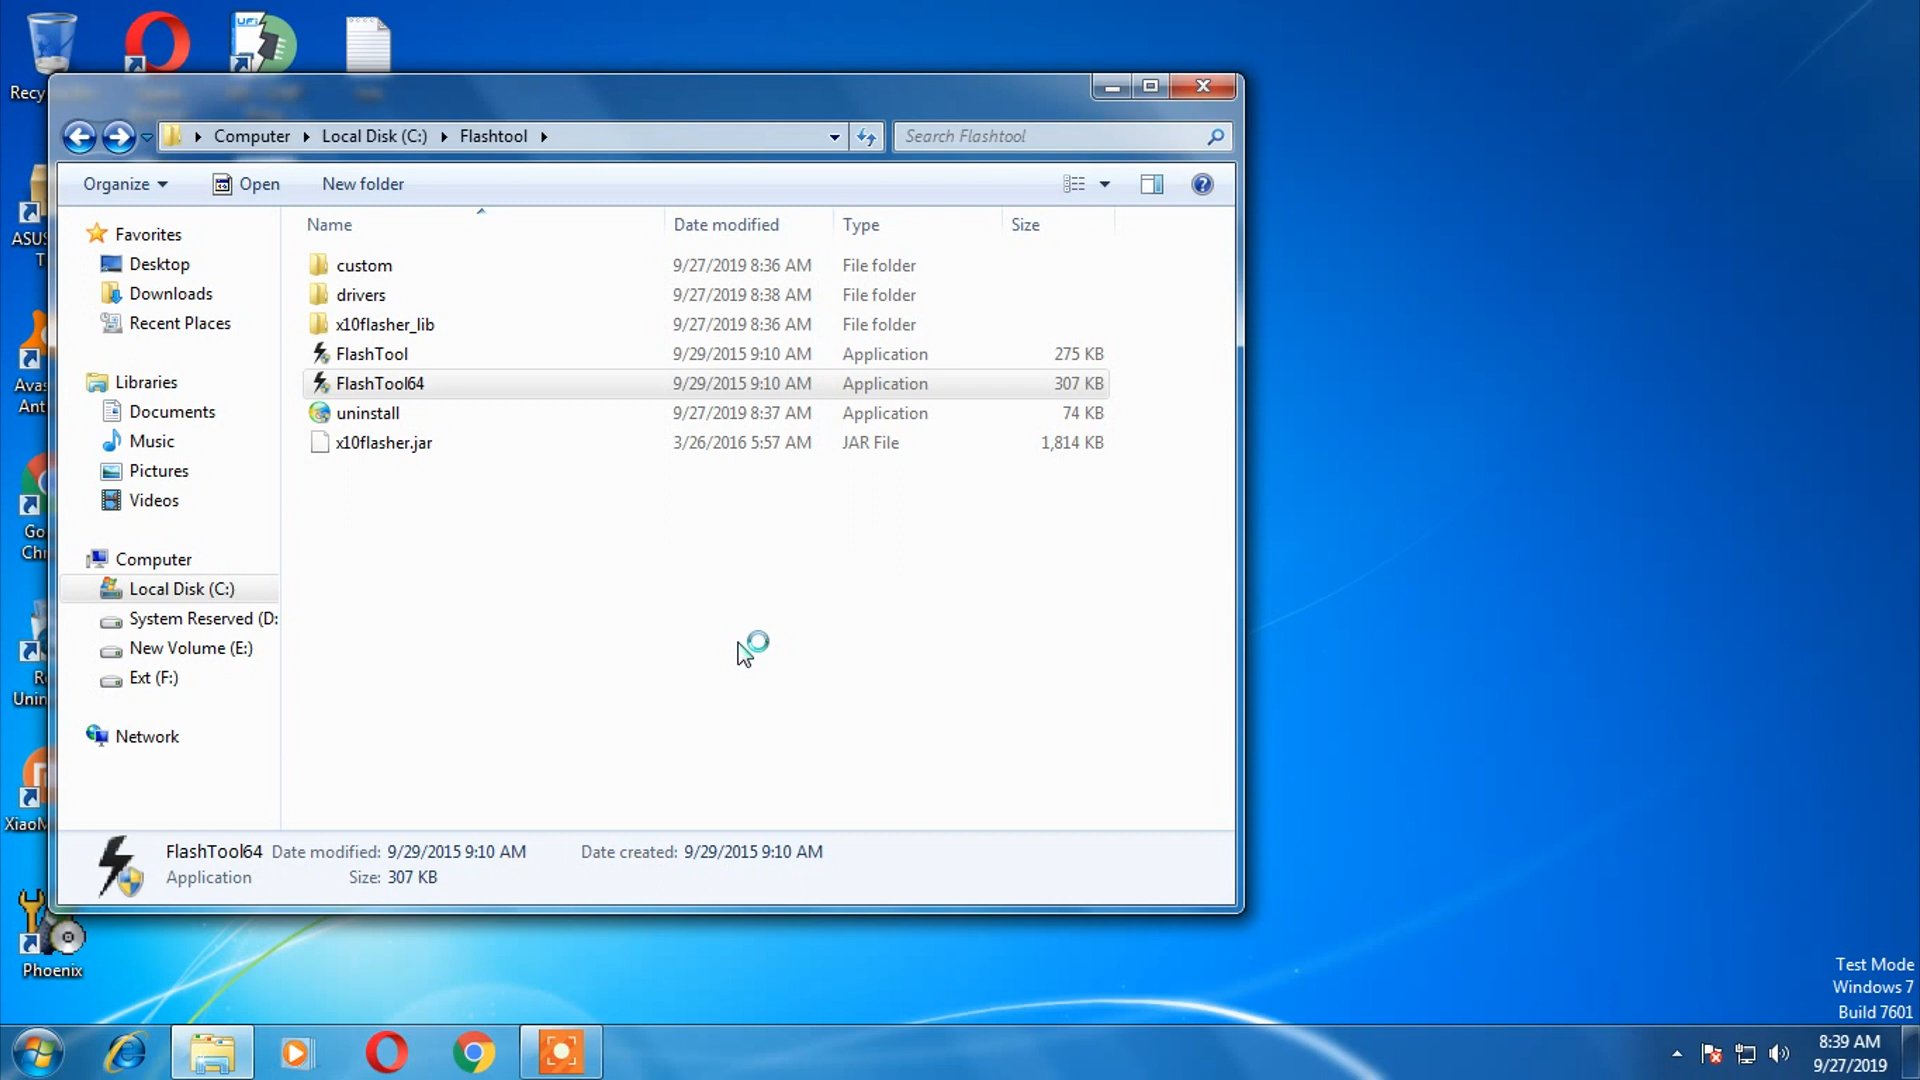 Recy
UFi
Computer
Local Disk (C:)
Flashtool
Search Flashtool
Organize
Open
New folder
Name
Date modified
Type
Size
Favorites
Desktop
Downloads
Recent Places
Libraries
Documents
Music
Pictures
Videos
Computer
Local Disk (C:)
System Reserved (D:
New Volume (E:)
Ext (F:)
Network
custom 9/27/2019 8:36 AM File folder
drivers 9/27/2019 8:38 AM File folder
x10flasher_lib 9/27/2019 8:36 AM File folder
FlashTool 9/29/2015 9:10 AM Application 275 KB
FlashTool64 9/29/2015 9:10 AM Application 307 KB
uninstall 9/27/2019 8:37 AM Application 74 KB
x10flasher.jar 3/26/2016 5:57 AM JAR File 1,814 KB
FlashTool64 Date modified: 9/29/2015 9:10 AM Date created: 9/29/2015 9:10 AM
Application Size: 307 KB
ASUS
T
Avas
Ant
Go
Chr
R
Unin
XiaoM
Phoenix
Test Mode
Windows 7
Build 7601
8:39 AM
9/27/2019